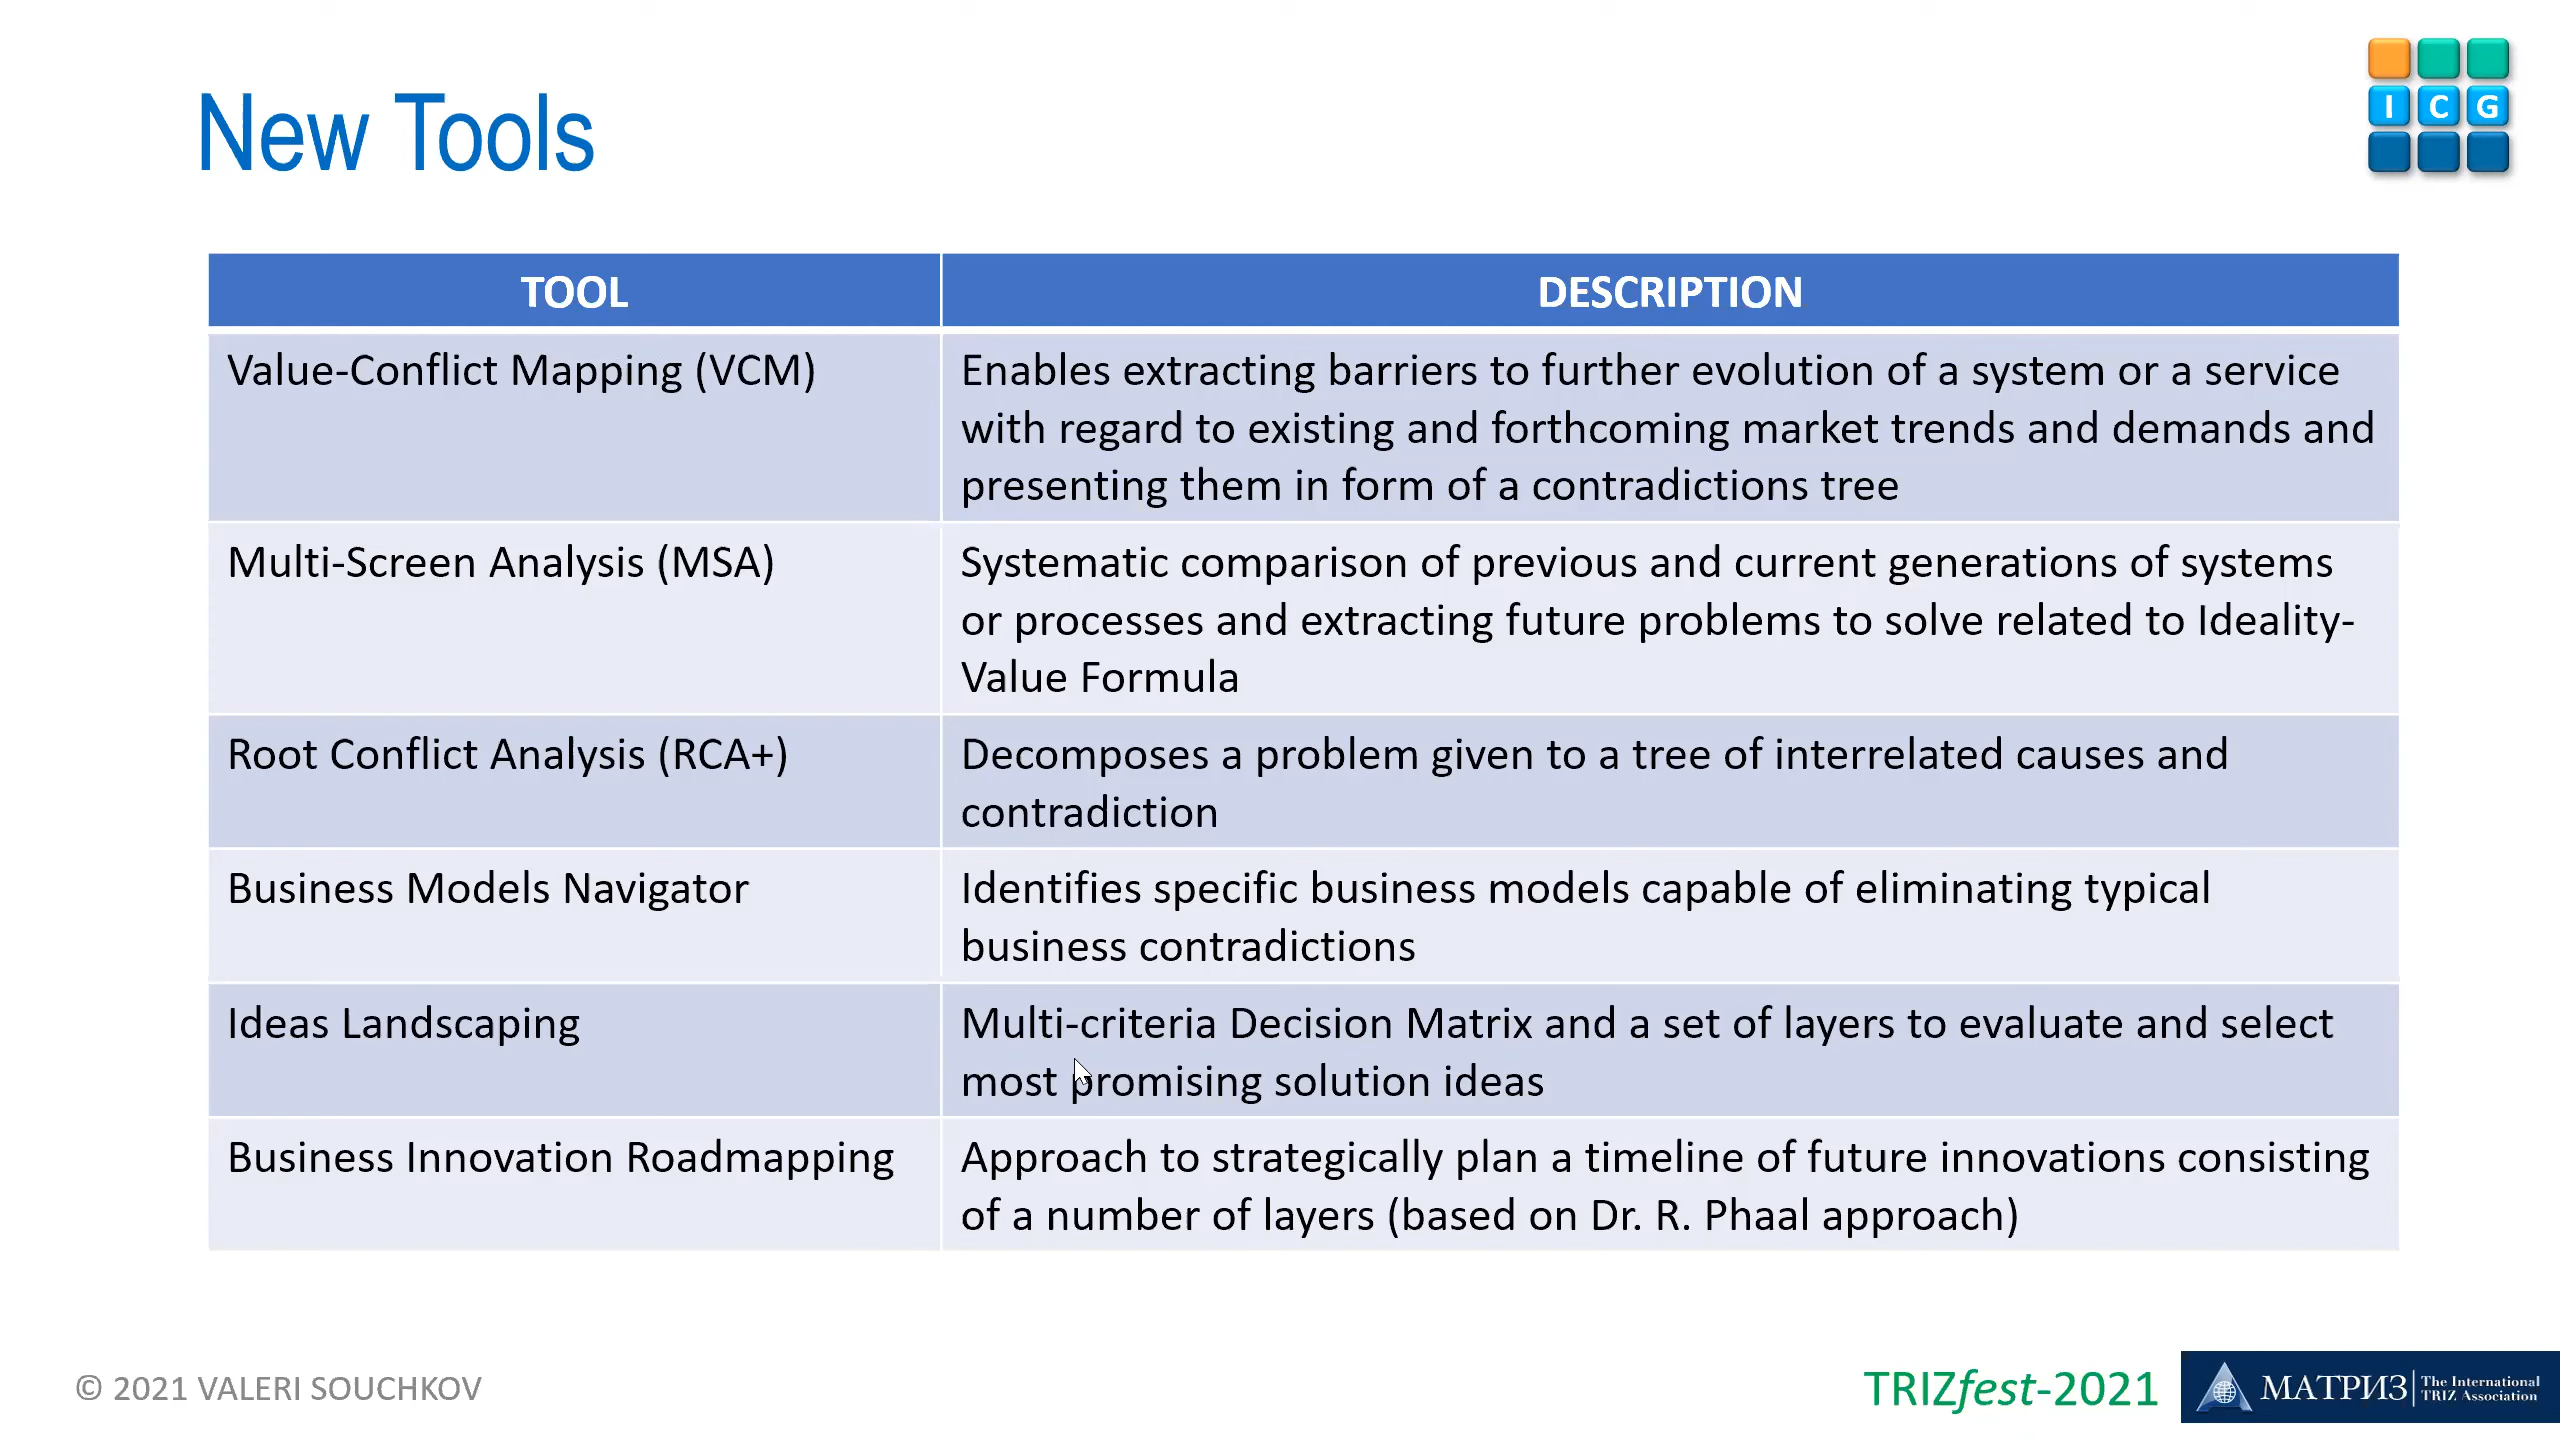 New Tools
I C G
TOOL
DESCRIPTION
Value-Conflict Mapping (VCM)
Enables extracting barriers to further evolution of a system or a service
with regard to existing and forthcoming market trends and demands and
presenting them in form of a contradictions tree
Multi-Screen Analysis (MSA)
Systematic comparison of previous and current generations of systems
or processes and extracting future problems to solve related to Ideality-
Value Formula
Root Conflict Analysis (RCA+)
Decomposes a problem given to a tree of interrelated causes and
contradiction
Business Models Navigator
Identifies specific business models capable of eliminating typical
business contradictions
Ideas Landscaping
Multi-criteria Decision Matrix and a set of layers to evaluate and select
most promising solution ideas
Business Innovation Roadmapping
Approach to strategically plan a timeline of future innovations consisting
of a number of layers (based on Dr. R. Phaal approach)
© 2021 VALERI SOUCHKOV
TRIZfest-2021
МАТРИЗ
The International
TRIZ Association